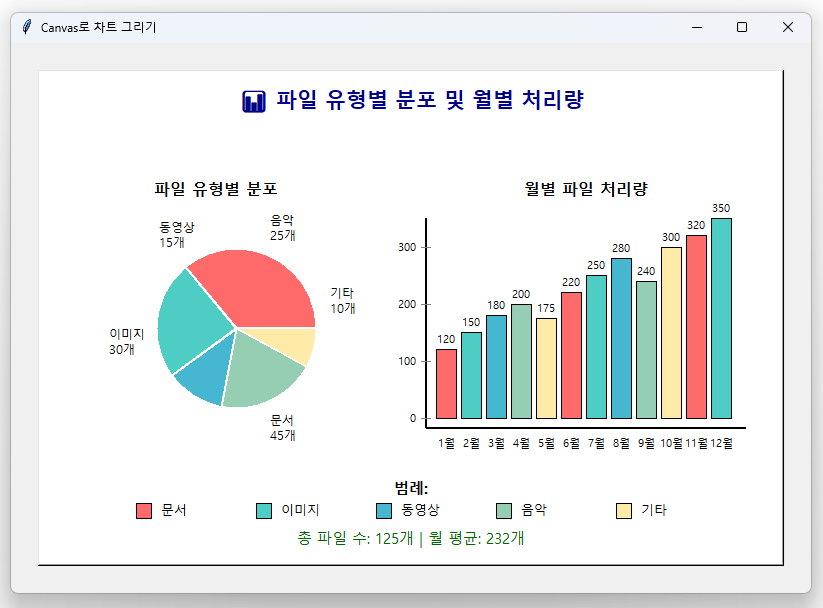 Canvas로 차트 그리기
📊 파일 유형별 분포 및 월별 처리량
파일 유형별 분포
동영상
15개
음악
25개
기타
10개
이미지
30개
문서
45개
월별 파일 처리량
300
200
100
0
120
150
180
200
175
220
250
280
240
300
320
350
1월 2월 3월 4월 5월 6월 7월 8월 9월 10월 11월 12월
범례:
문서 이미지 동영상 음악 기타
총 파일 수: 125개 | 월 평균: 232개